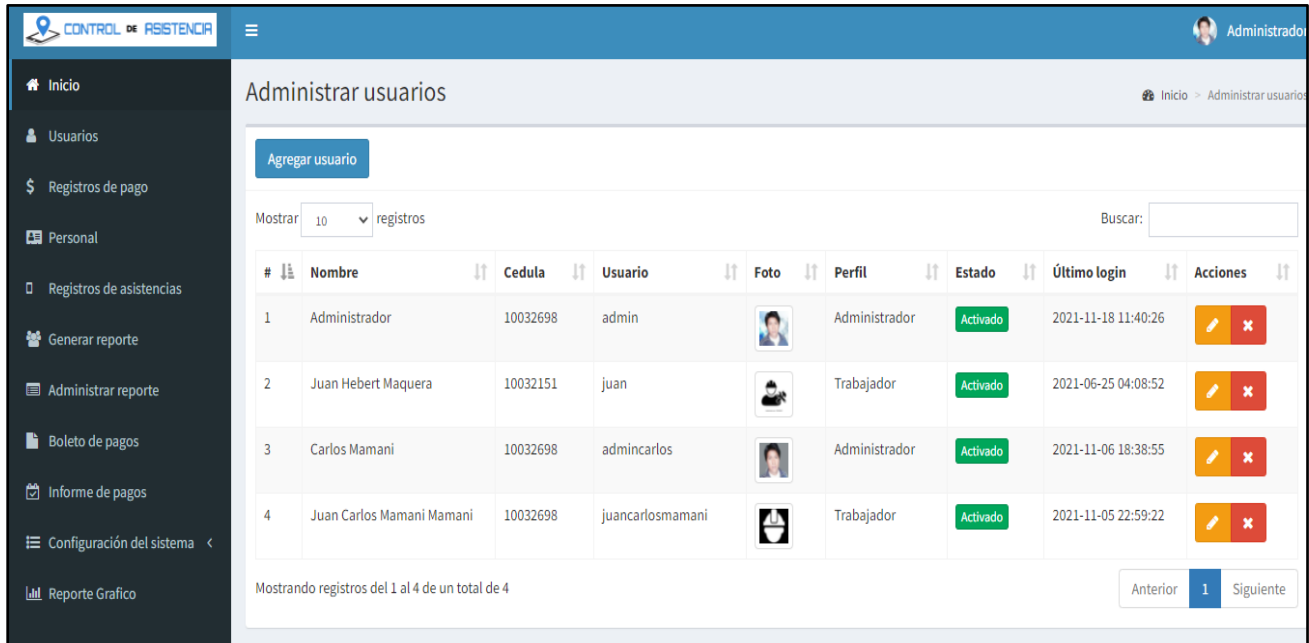 CONTROL DE ASISTENCIA
Administrador
Inicio
Usuarios
Registros de pago
Personal
Registros de asistencias
Generar reporte
Administrar reporte
Boleto de pagos
Informe de pagos
Configuración del sistema <
Reporte Grafico
Administrar usuarios
Inicio > Administrar usuarios
Agregar usuario
Mostrar 10 registros Buscar:
# Nombre Cedula Usuario Foto Perfil Estado Último login Acciones
1 Administrador 10032698 admin Administrador Activado 2021-11-18 11:40:26
2 Juan Hebert Maquera 10032151 juan Trabajador Activado 2021-06-25 04:08:52
3 Carlos Mamani 10032698 admincarlos Administrador Activado 2021-11-06 18:38:55
4 Juan Carlos Mamani Mamani 10032698 juancarlosmamani Trabajador Activado 2021-11-05 22:59:22
Mostrando registros del 1 al 4 de un total de 4 Anterior 1 Siguiente